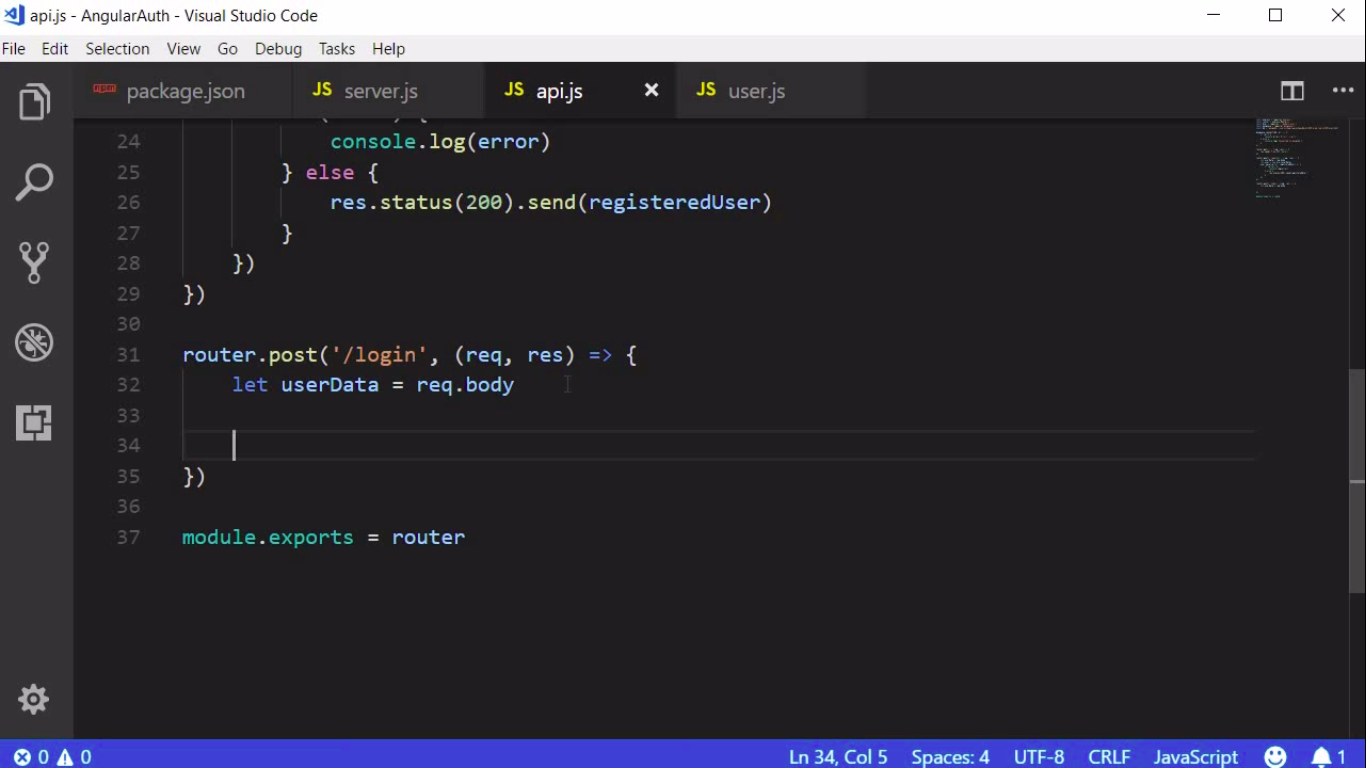 api.js - AngularAuth - Visual Studio Code
File Edit Selection View Go Debug Tasks Help
npm package.json JS server.js JS api.js × JS user.js
24 console.log(error)
25 } else {
26 res.status(200).send(registeredUser)
27 }
28 })
29 })
30
31 router.post('/login', (req, res) => {
32 let userData = req.body
33
34
35 })
36
37 module.exports = router
0 0 Ln 34, Col 5 Spaces: 4 UTF-8 CRLF JavaScript 1